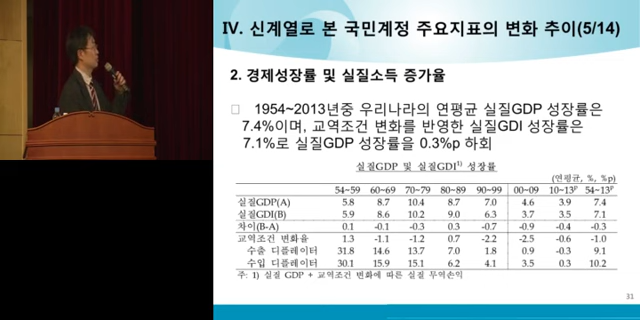 IV. 신계열로 본 국민계정 주요지표의 변화 추이(5/14)
2. 경제성장률 및 실질소득 증가율
□ 1954~2013년중 우리나라의 연평균 실질GDP 성장률은
7.4%이며, 교역조건 변화를 반영한 실질GDI 성장률은
7.1%로 실질GDP 성장률을 0.3%p 하회
실질GDP 및 실질GDI1) 성장률
(연평균, %, %p)
54~59 60~69 70~79 80~89 90~99 00~09 10~13P 54~13P
실질GDP(A) 5.8 8.7 10.4 8.7 7.0 4.6 3.9 7.4
실질GDI(B) 5.9 8.6 10.2 9.0 6.3 3.7 3.5 7.1
차이(B-A) 0.1 -0.1 -0.3 0.3 -0.7 -0.9 -0.4 -0.3
교역조건 변화율 1.3 -1.1 -1.2 0.7 -2.2 -2.5 -0.6 -1.0
수출 디플레이터 31.8 14.6 13.7 7.0 1.8 0.9 -0.3 9.1
수입 디플레이터 30.1 15.9 15.1 6.2 4.1 3.5 0.3 10.2
주: 1) 실질 GDP + 교역조건 변화에 따른 실질 무역손익
31